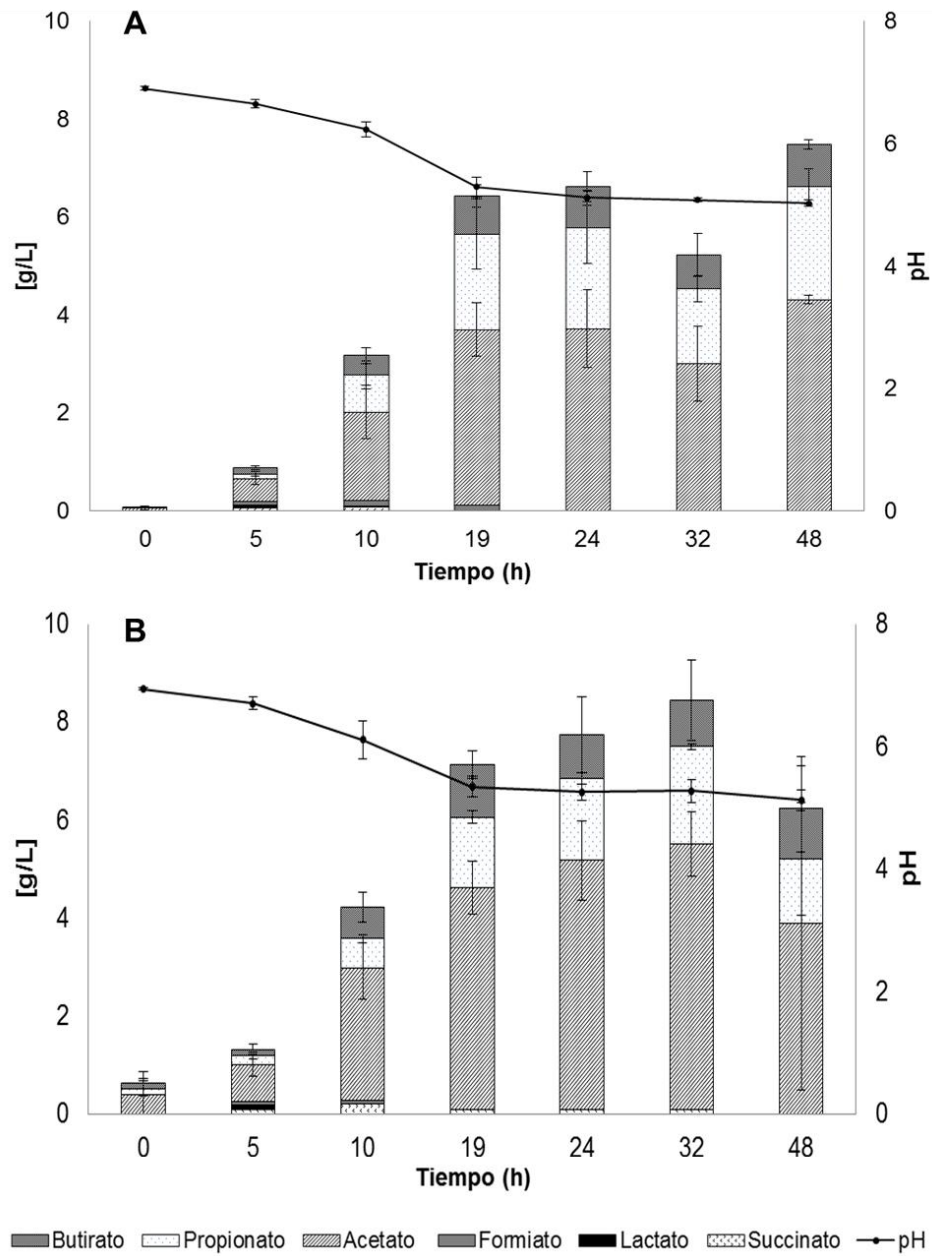 A
10
8
6
4
2
0
[g/L]
8
6
4
2
0
pH
0 5 10 19 24 32 48
Tiempo (h)
B
10
8
6
4
2
0
[g/L]
8
6
4
2
0
pH
0 5 10 19 24 32 48
Tiempo (h)
Butirato Propionato Acetato Formiato Lactato Succinato pH